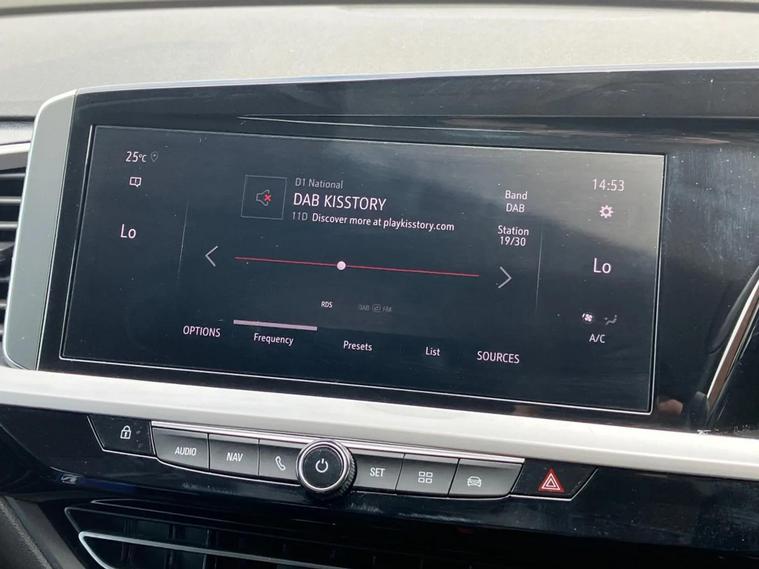 25°C
14:53
D1 National
DAB KISSTORY
11D Discover more at playkisstory.com
Band
DAB
Station
19/30
Lo
Lo
RDS
DAB FM
A/C
OPTIONS
Frequency
Presets
List
SOURCES
AUDIO
NAV
SET